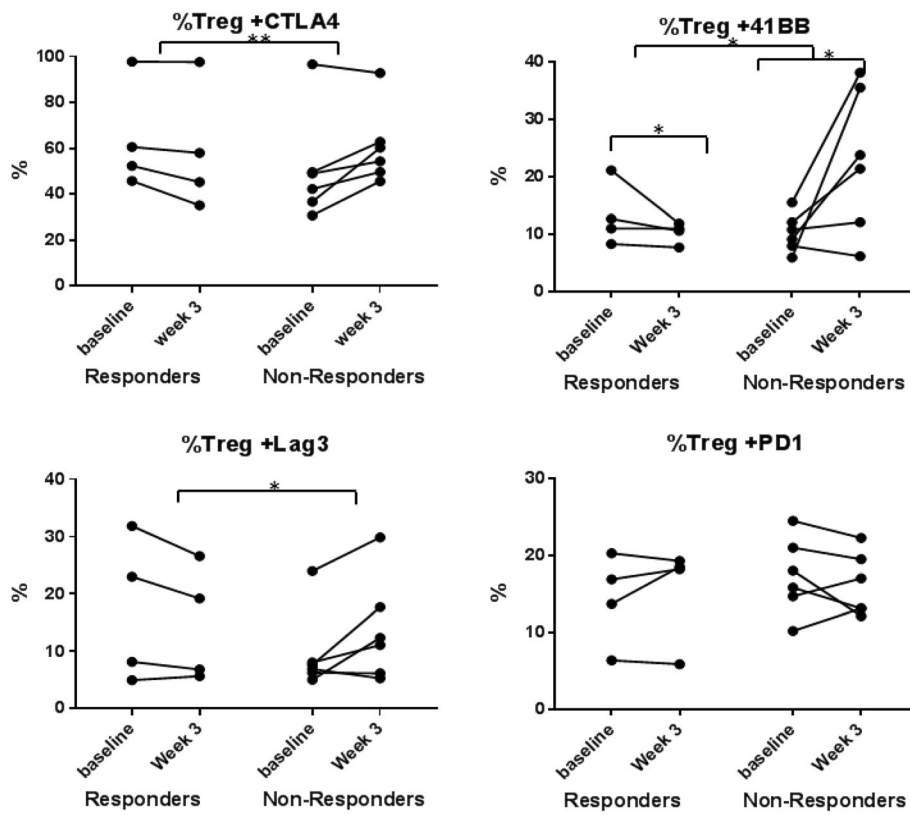 %Treg +CTLA4
**
100
80
60
40
20
0
%
baseline
week 3
baseline
week 3
Responders
Non-Responders
%Treg +41BB
*
*
*
40
30
20
10
0
%
baseline
Week 3
baseline
Week 3
Responders
Non-Responders
%Treg +Lag3
*
40
30
20
10
0
%
baseline
Week 3
baseline
Week 3
Responders
Non-Responders
%Treg +PD1
30
20
10
0
%
baseline
Week 3
baseline
Week 3
Responders
Non-Responders